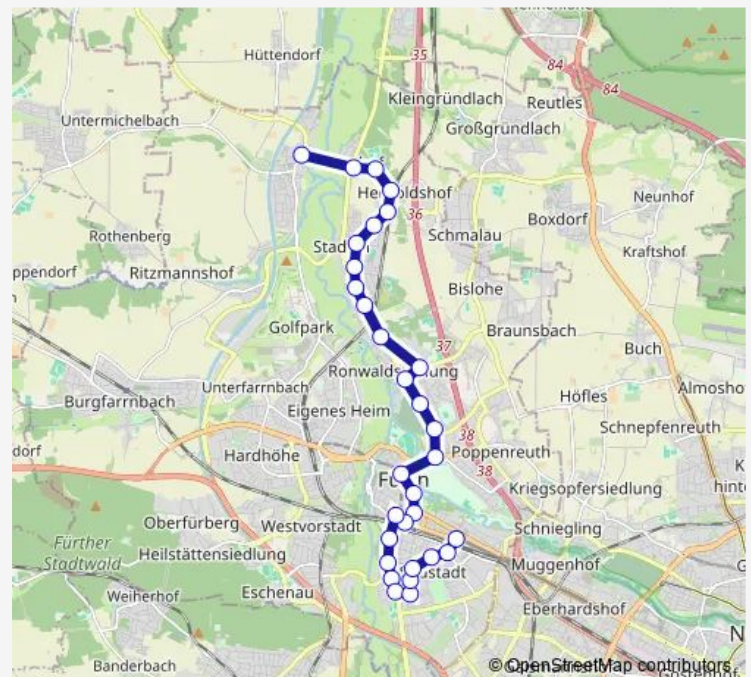 Hüttendorf
35
84
84
Kleingründlach
Reutles
Untermichelbach
Großgründlach
Neunhof
36
Boxdorf
Rothenberg
Schmalau
Kraftshof
Ritzmannshof
Bislohe
Golfpark
Braunsbach
37
Buch
Unterfarrnbach
Burgfarrnbach
Höfles
Eigenes Heim
Schnepfenreuth
38
Hardhöhe
Poppenreuth
38
Kriegsopfersiedlung
Oberfürberg
Westvorstadt
Schniegling
Fürther
Stadtwald
Heilstättensiedlung
Muggenhof
Weiherhof
Eschenau
Eberhardshof
Banderbach
© OpenStreetMap contributors